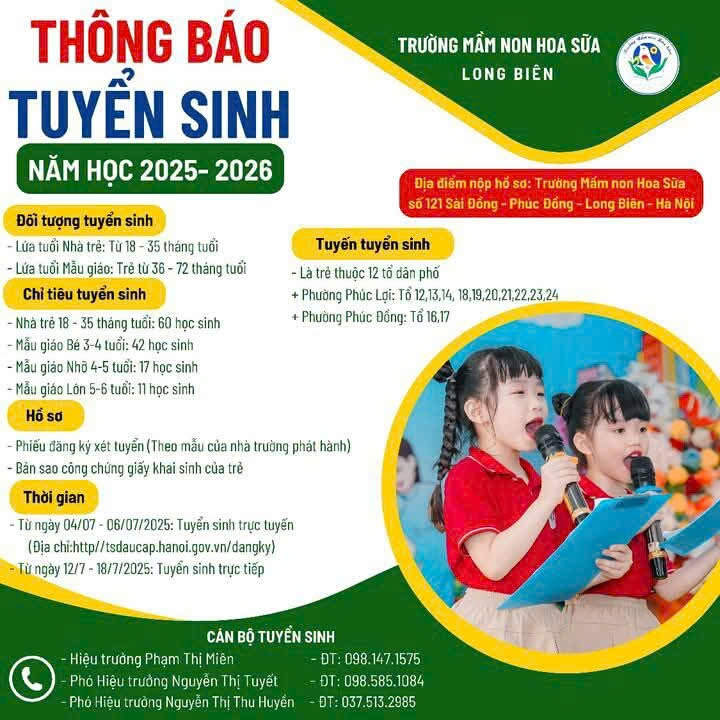 THÔNG BÁO
TUYỂN SINH
NĂM HỌC 2025- 2026
TRƯỜNG MẦM NON HOA SỮA
LONG BIÊN
Địa điểm nộp hồ sơ: Trường Mầm non Hoa Sữa
số 121 Sài Đồng - Phúc Đồng - Long Biên - Hà Nội
Đối tượng tuyển sinh
- Lứa tuổi Nhà trẻ: Từ 18 - 35 tháng tuổi
- Lứa tuổi Mẫu giáo: Trẻ từ 36 - 72 tháng tuổi
Chỉ tiêu tuyển sinh
- Nhà trẻ 18 - 35 tháng tuổi: 60 học sinh
- Mẫu giáo Bé 3-4 tuổi: 42 học sinh
- Mẫu giáo Nhỡ 4-5 tuổi: 17 học sinh
- Mẫu giáo Lớn 5-6 tuổi: 11 học sinh
Tuyến tuyển sinh
- Là trẻ thuộc 12 tổ dân phố
+ Phường Phúc Lợi: Tổ 12,13,14, 18,19,20,21,22,23,24
+ Phường Phúc Đồng: Tổ 16,17
Hồ sơ
- Phiếu đăng ký xét tuyển (Theo mẫu của nhà trường phát hành)
- Bản sao công chứng giấy khai sinh của trẻ
Thời gian
- Từ ngày 04/07 - 06/07/2025: Tuyển sinh trực tuyến
(Địa chỉ:http//tsdaucap.hanoi.gov.vn/dangky)
- Từ ngày 12/7 - 18/7/2025: Tuyển sinh trực tiếp
CÁN BỘ TUYỂN SINH
- Hiệu trưởng Phạm Thị Miên - ĐT: 098.147.1575
- Phó Hiệu trưởng Nguyễn Thị Tuyết - ĐT: 098.585.1084
- Phó Hiệu trưởng Nguyễn Thị Thu Huyền - ĐT: 037.513.2985